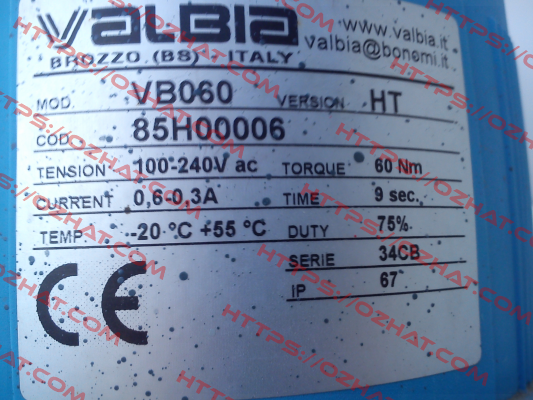 VALBIA
www.valbia.it
BROZZO (BS) - ITALY
valbia@bonomi.it
MOD. VB060 VERSION HT
COD 85H00006
TENSION 100-240V ac TORQUE 60 Nm
CURRENT 0,6-0,3A TIME 9 sec.
TEMP. -20 °C +55 °C DUTY 75%
SERIE 34CB
IP 67
CE
HTTPS://OZHAT.COM